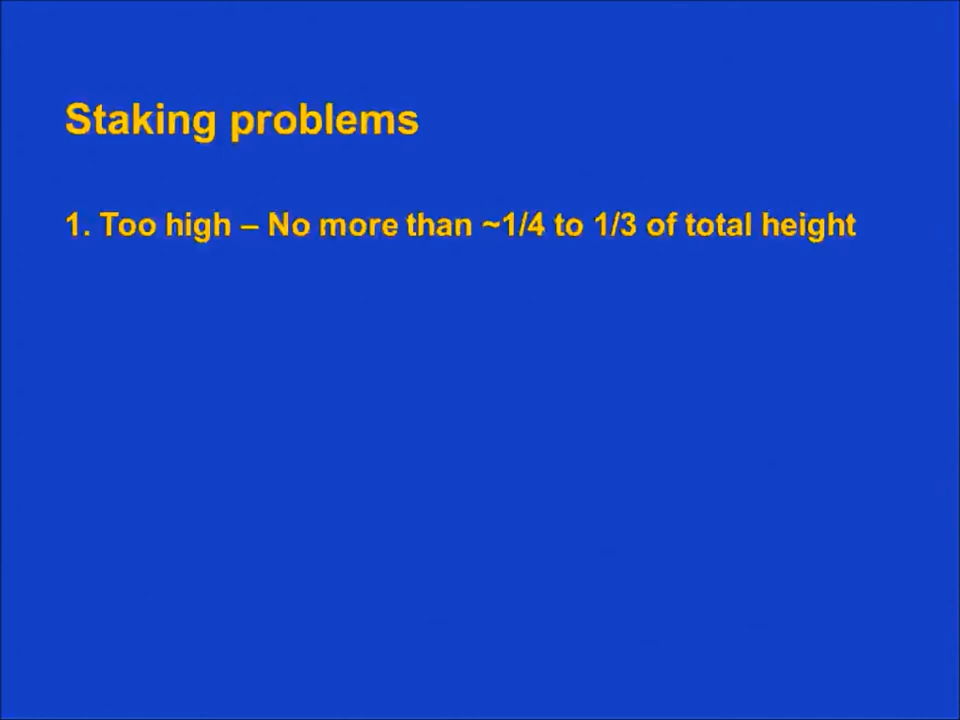 Staking problems
1. Too high – No more than ~1/4 to 1/3 of total height